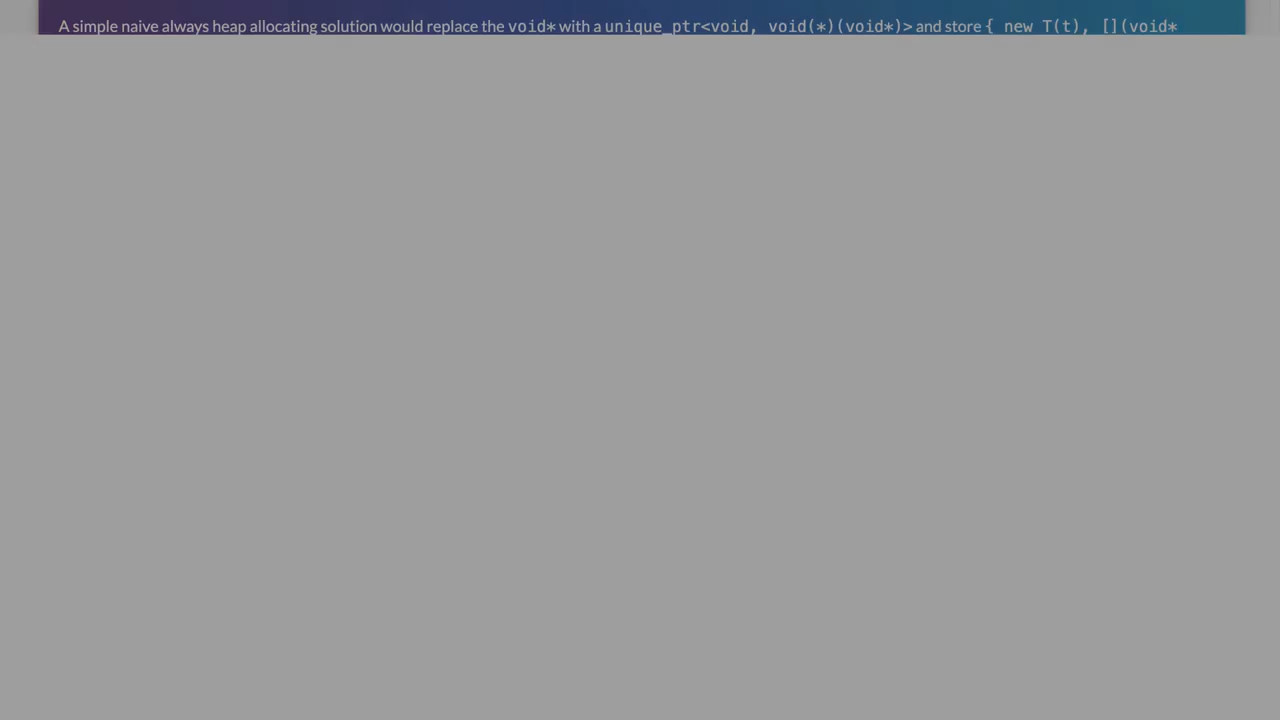 A simple naive always heap allocating solution would replace the void* with a unique_ptr<void, void(*)(void*)> and store { new T(t), [](void*